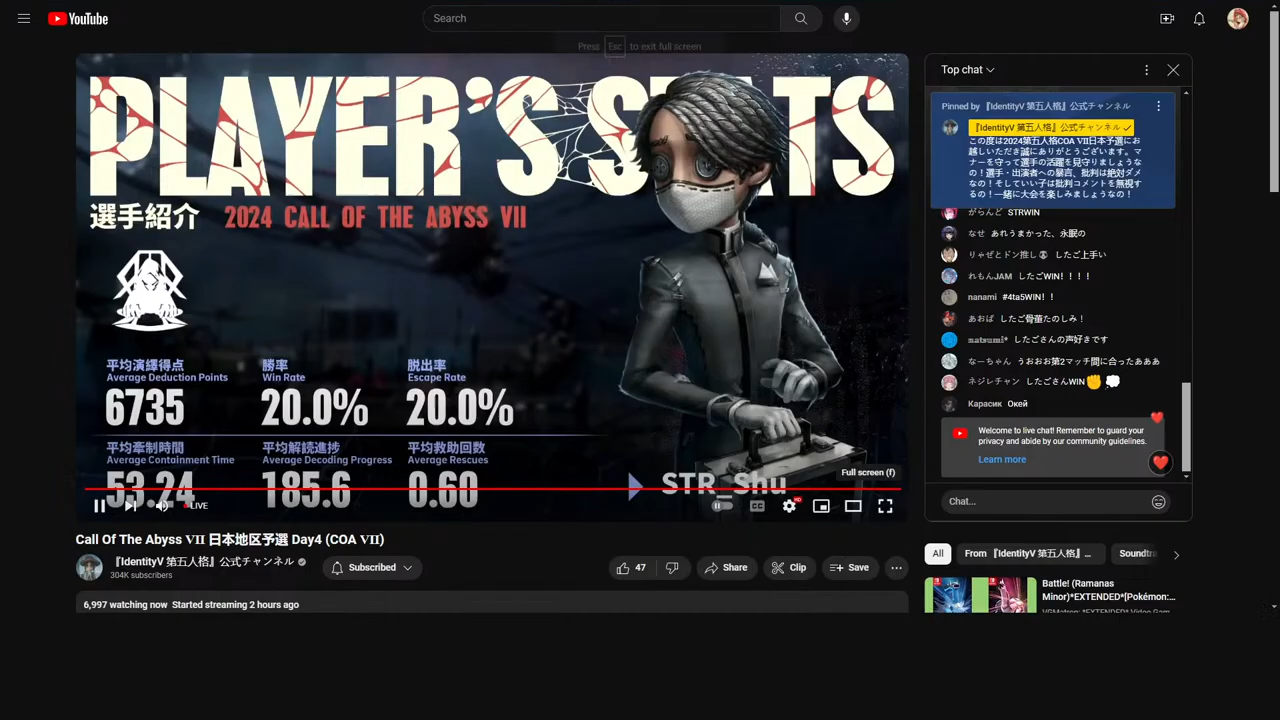 YouTube
Search
Press Esc to exit full screen
PLAYER'S STATS
選手紹介 2024 CALL OF THE ABYSS VII
平均演繹得点 勝率 脱出率
Average Deduction Points Win Rate Escape Rate
6735 20.0% 20.0%
平均牽制時間 平均解読進捗 平均救助回数
Average Containment Time Average Decoding Progress Average Rescues
53.24 185.6 0.60
STR_Shu
Full screen (f)
LIVE
CC
HD
Call Of The Abyss VII 日本地区予選 Day4 (COA VII)
『IdentityV 第五人格』公式チャンネル
304K subscribers
Subscribed
47
Share
Clip
Save
6,997 watching now Started streaming 2 hours ago
Top chat
Pinned by 『IdentityV 第五人格』公式チャンネル
『IdentityV 第五人格』公式チャンネル
この度は2024第五人格COA VII日本予選にお
越しいただき誠にありがとうございます。マ
ナーを守って選手の活躍を見守りましょうな
の！選手・出演者への暴言、批判は絶対ダメ
なの！そしていい子は批判コメントを無視す
るの！一緒に大会を楽しみましょうなの！
がらんど STRWIN
なせ あれうまかった、永眠の
りゃぜとドン推し したご上手い
れもんJAM したごWIN！！！！
nanami #4ta5WIN！！
あおば したご骨董たのしみ！
natsumi* したごさんの声好きです
なーちゃん うおおお第2マッチ間に合ったあああ
ネジレチャン したごさんWIN
Карасик Окей
Welcome to live chat! Remember to guard your
privacy and abide by our community guidelines.
Learn more
Chat...
All
From 『IdentityV 第五人格』...
Soundtra
Battle! (Ramanas
Minor)*EXTENDED*[Pokémon:...